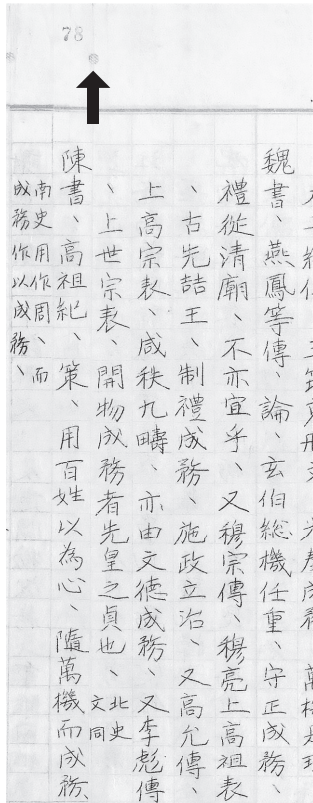 78
魏書、燕鳳等傳、論、玄伯総機任重、守正成務、
禮從清廟、不亦宜乎、又穆宗傳、穆亮上高祖表
、古先喆王、制禮成務、施政立治、又高允傳、
上高宗表、咸秩九疇、亦由文德成務、又李彪傳
、上世宗表、開物成務者先皇之貞也、北史
文同
陳書、高祖紀、策、用百姓以為心、隨萬機而成務
南史用作周、而
成務作以成務、